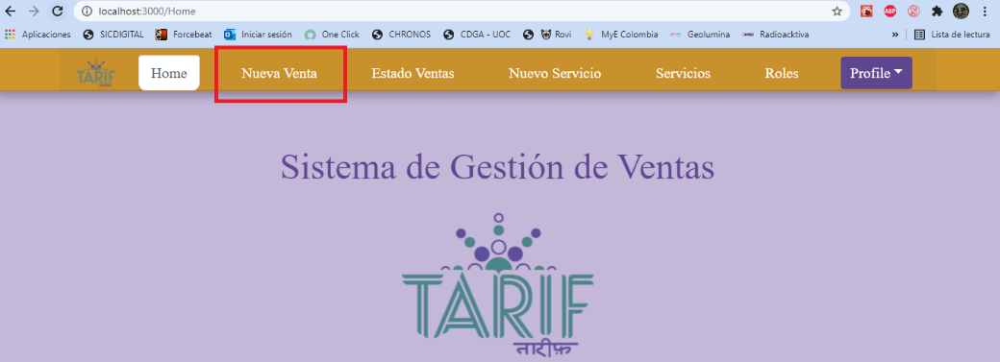 localhost:3000/Home
Aplicaciones SICDIGITAL Forcebeat Iniciar sesión One Click CHRONOS CDGA - UOC Rovi MyE Colombia Geolumina Radioacktiva » Lista de lectura
TARIF तारीफ़ Home Nueva Venta Estado Ventas Nuevo Servicio Servicios Roles Profile
Sistema de Gestión de Ventas
TARIF
तारीफ़